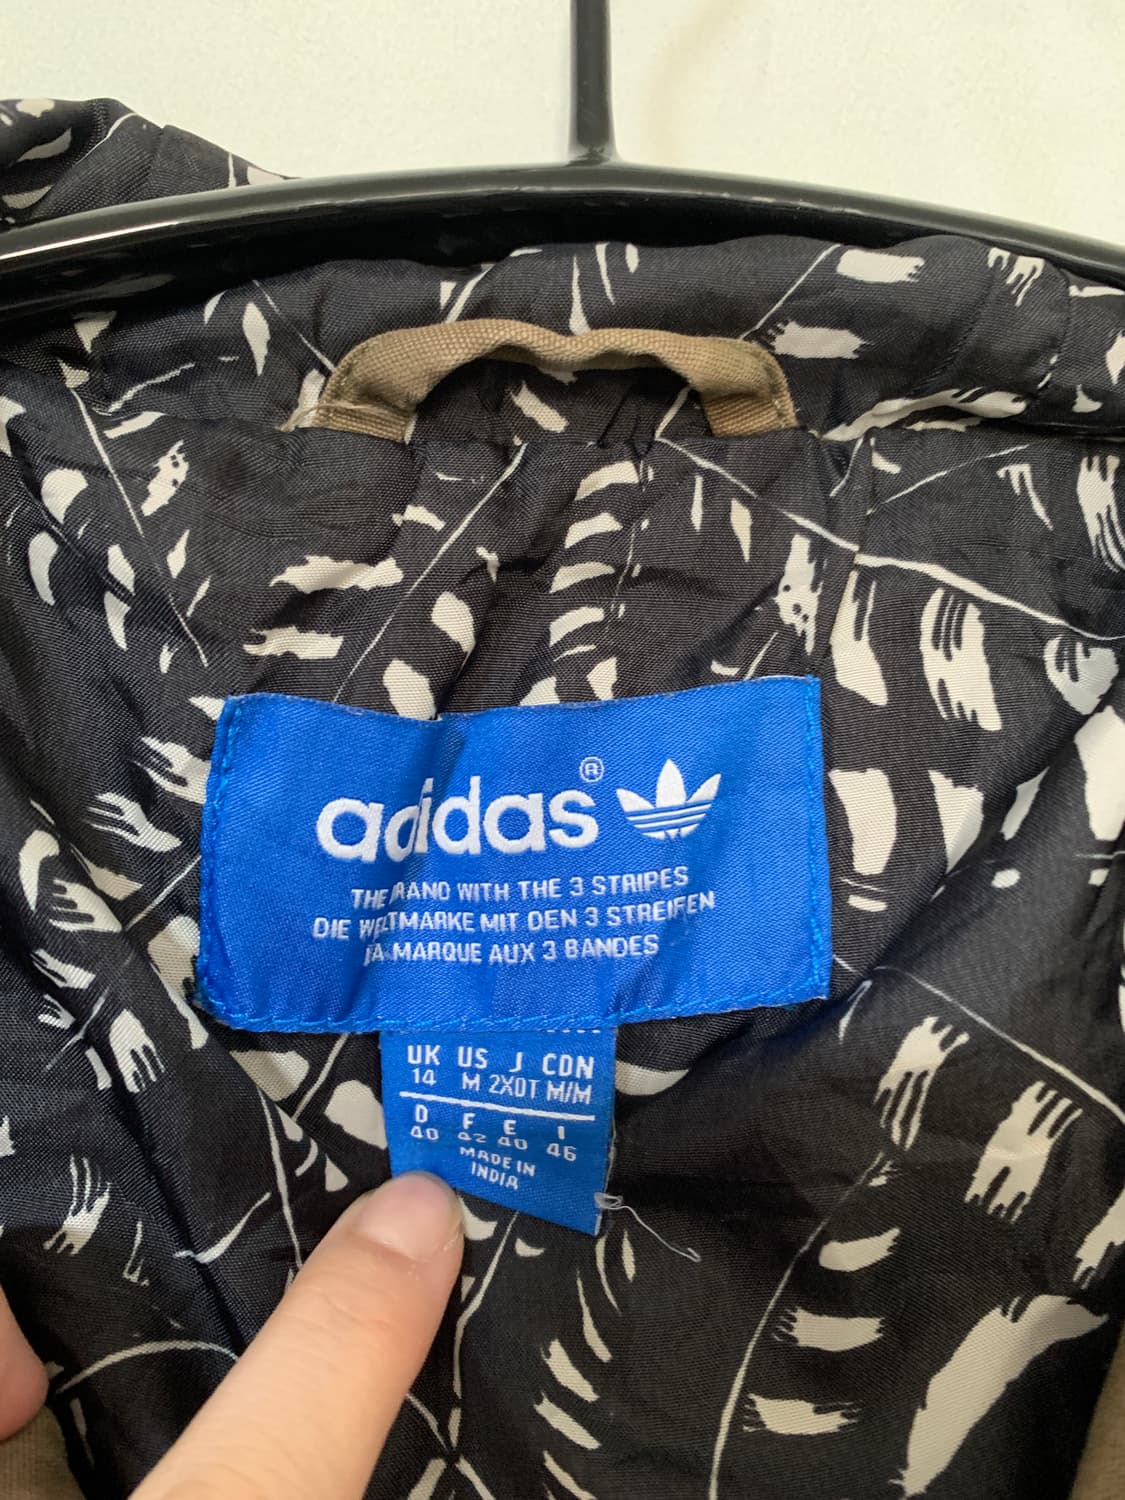 adidas®
THE BRAND WITH THE 3 STRIPES
DIE WELTMARKE MIT DEN 3 STREIFEN
LA MARQUE AUX 3 BANDES
UK US J CDN
14 M 2XOT M/M
D F E I
40 42 40 46
MADE IN
INDIA